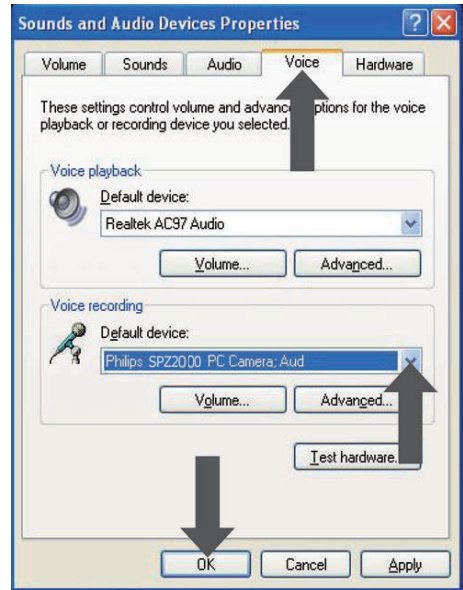 Sounds and Audio Devices Properties
Volume Sounds Audio Voice Hardware
These settings control volume and options for the voice
playback or recording device you selected.
Voice playback
Default device:
Realtek AC97 Audio
Volume... Advanced...
Voice recording
Default device:
Philips SPZ2000 PC Camera; Aud
Volume... Advanced...
Test hardware...
OK Cancel Apply